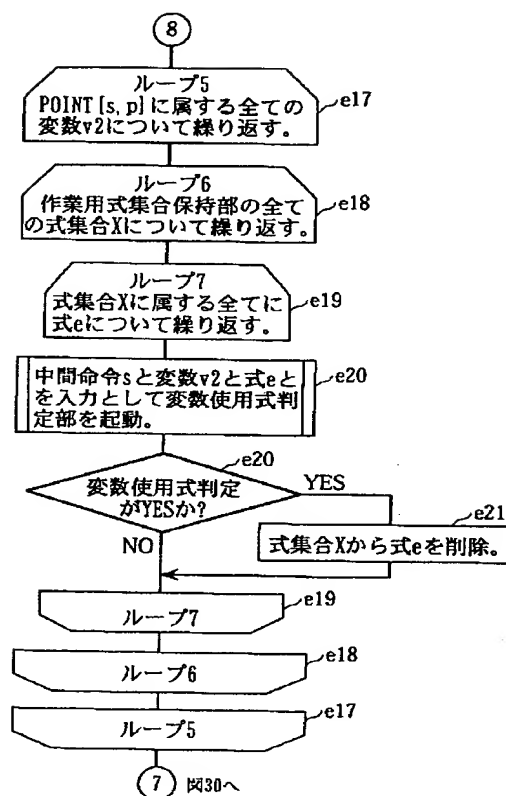 8
ループ5
POINT[s,p]に属する全ての
変数v2について繰り返す。
e17
ループ6
作業用式集合保持部の全て
の式集合Xについて繰り返す。
e18
ループ7
式集合Xに属する全てに
式eについて繰り返す。
e19
中間命令sと変数v2と式eと
を入力として変数使用式判
定部を起動。
e20
e20
変数使用式判定
がYESか?
YES
NO
e21
式集合Xから式eを削除。
ループ7
e19
ループ6
e18
ループ5
e17
7 図30へ